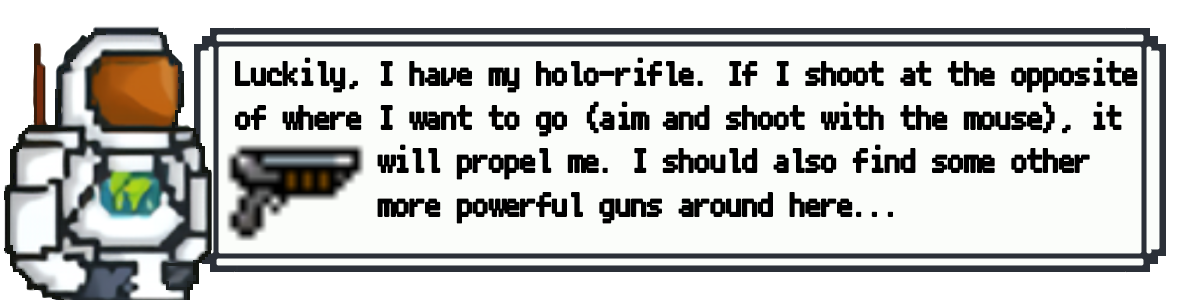 Luckily, I have my holo-rifle. If I shoot at the opposite
of where I want to go (aim and shoot with the mouse), it
will propel me. I should also find some other
more powerful guns around here...